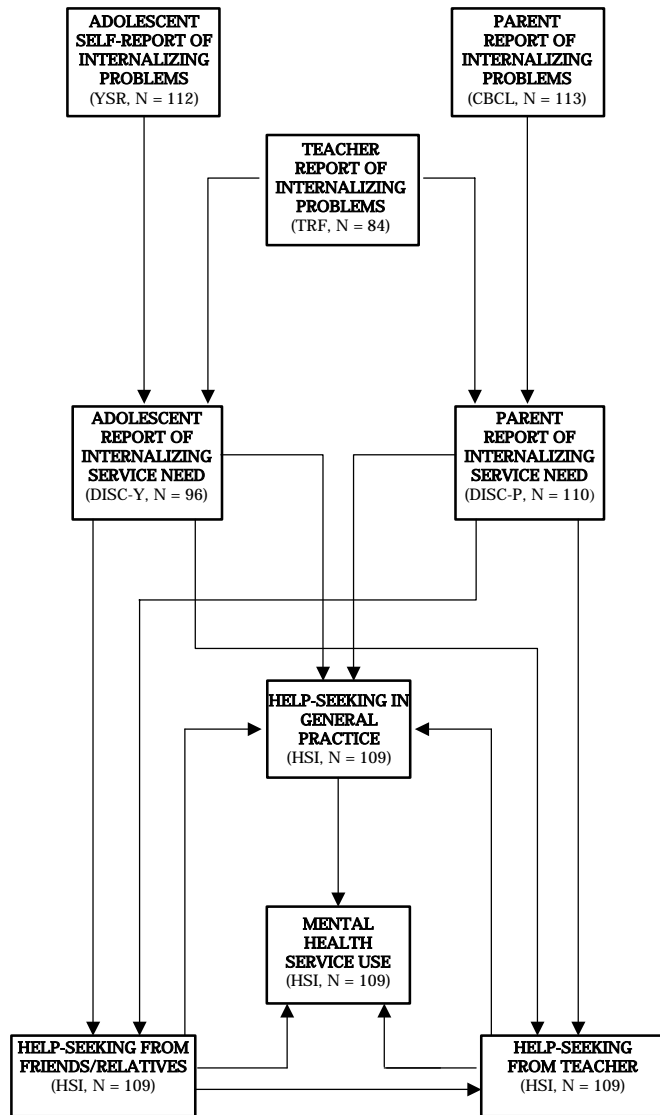 ADOLESCENT
SELF-REPORT OF
INTERNALIZING
PROBLEMS
(YSR, N = 112)
PARENT
REPORT OF
INTERNALIZING
PROBLEMS
(CBCL, N = 113)
TEACHER
REPORT OF
INTERNALIZING
PROBLEMS
(TRF, N = 84)
ADOLESCENT
REPORT OF
INTERNALIZING
SERVICE NEED
(DISC-Y, N = 96)
PARENT
REPORT OF
INTERNALIZING
SERVICE NEED
(DISC-P, N = 110)
HELP-SEEKING IN
GENERAL
PRACTICE
(HSI, N = 109)
MENTAL
HEALTH
SERVICE USE
(HSI, N = 109)
HELP-SEEKING FROM
FRIENDS/RELATIVES
(HSI, N = 109)
HELP-SEEKING
FROM TEACHER
(HSI, N = 109)